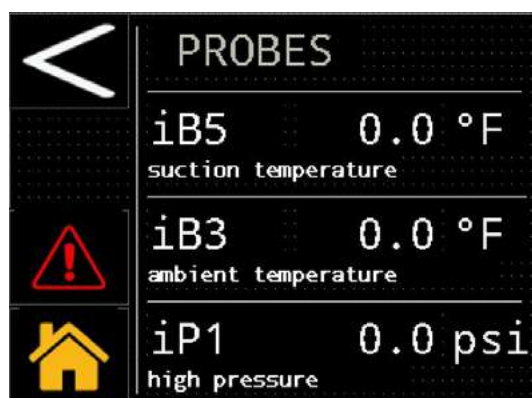 PROBES
iB5 0.0 °F
suction temperature
iB3 0.0 °F
ambient temperature
iP1 0.0 psi
high pressure